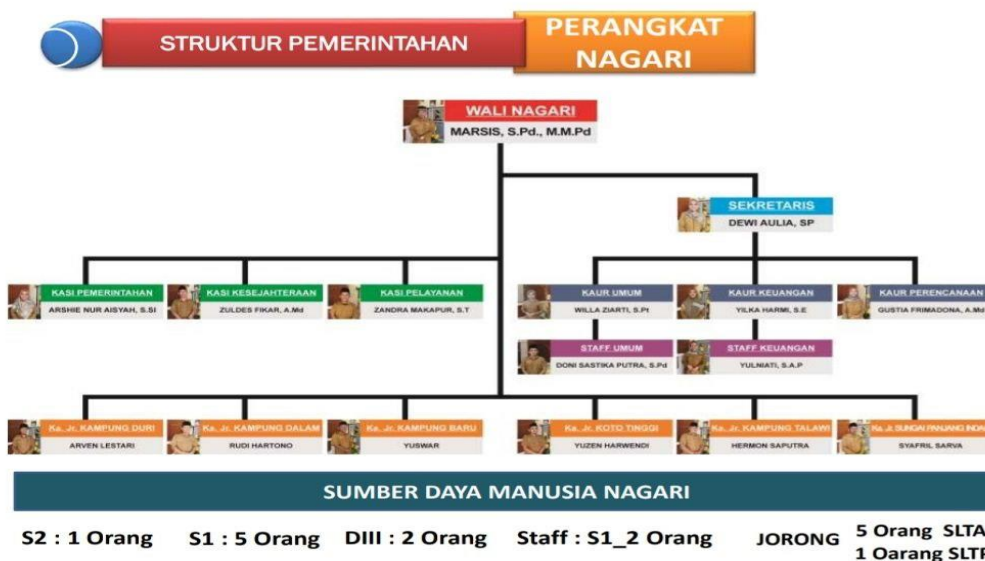 STRUKTUR PEMERINTAHAN
PERANGKAT
NAGARI
WALI NAGARI
MARSIS, S.Pd., M.M.Pd
SEKRETARIS
DEWI AULIA, SP
KASI PEMERINTAHAN
ARSHIE NUR AISYAH, S.SI
KASI KESEJAHTERAAN
ZULDES FIKAR, A.Md
KASI PELAYANAN
ZANDRA MAKAPUR, S.T
KAUR UMUM
WILLA ZIARTI, S.Pt
KAUR KEUANGAN
YILKA HARMI, S.E
KAUR PERENCANAAN
GUSTIA FRIMADONA, A.Md
STAFF UMUM
DONI SASTIKA PUTRA, S.Pd
STAFF KEUANGAN
YULNIATI, S.A.P
Ka. Jr. KAMPUNG DURI
ARVEN LESTARI
Ka. Jr. KAMPUNG DALAM
RUDI HARTONO
Ka. Jr. KAMPUNG BARU
YUSWAR
Ka. Jr. KOTO TINGGI
YUZEN HARWENDI
Ka. Jr. KAMPUNG TALAWI
HERMON SAPUTRA
Ka. Jr. SUNGAI PANJANG
SYAFRIL SARVA
SUMBER DAYA MANUSIA NAGARI
S2 : 1 Orang
S1 : 5 Orang
DIII : 2 Orang
Staff : S1_2 Orang
JORONG
5 Orang SLTA
1 Oarang SLTP